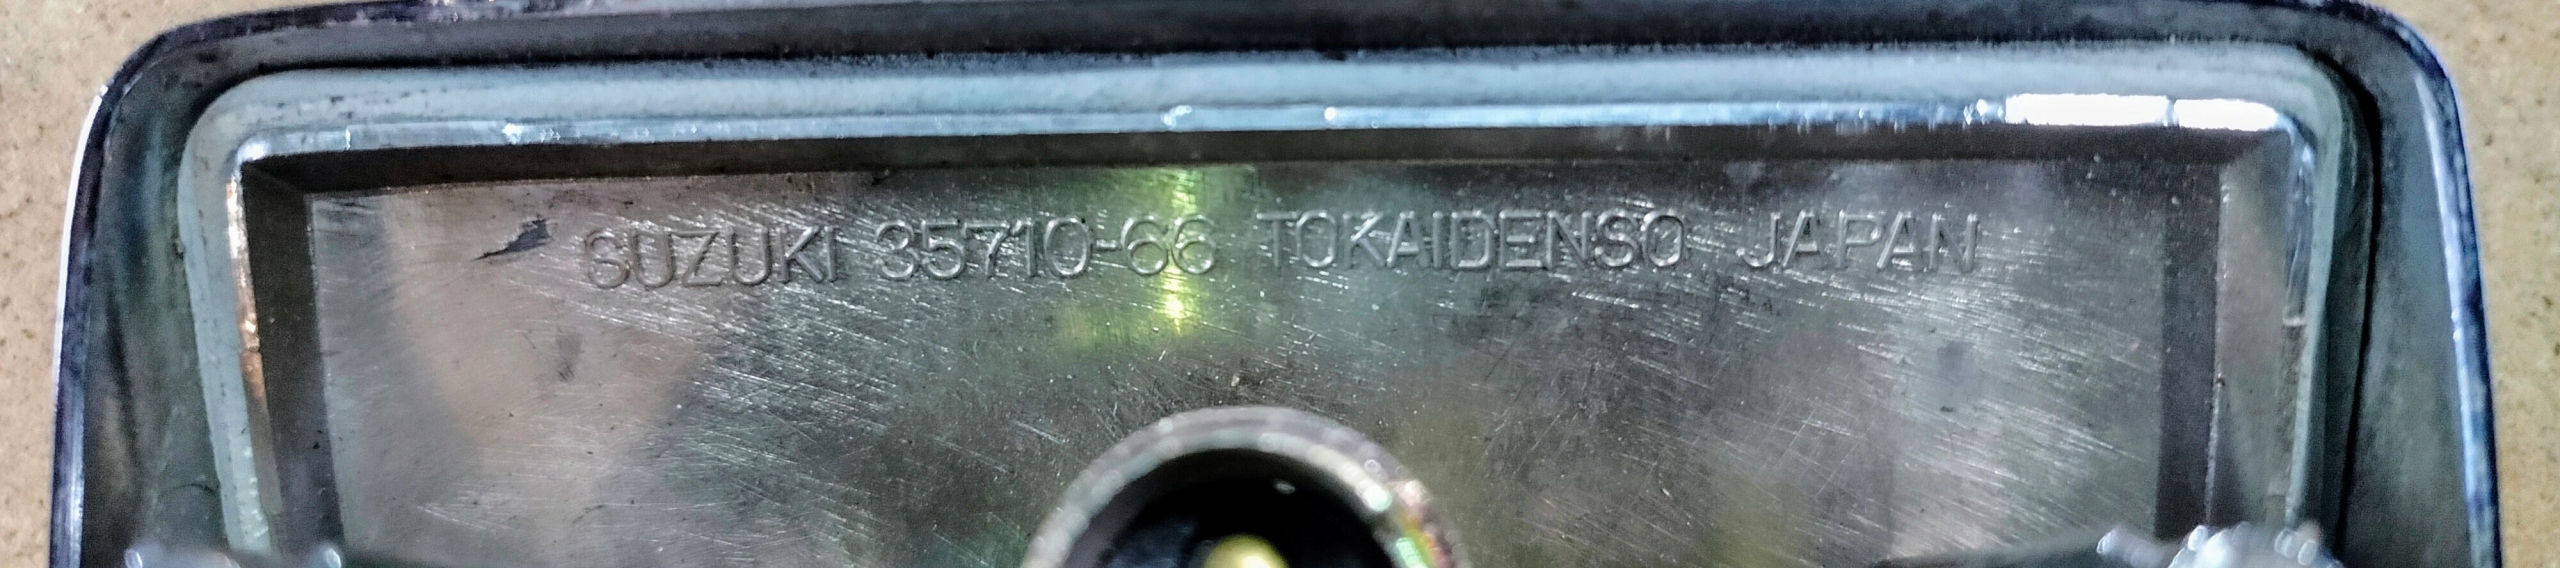 SUZUKI 35710-66 TOKAIDENSO JAPAN